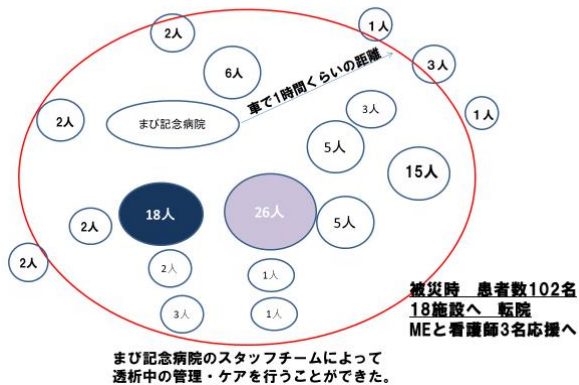 2人
1人
6人
3人
車で1時間くらいの距離
2人
まび記念病院
3人
1人
5人
15人
18人
26人
5人
2人
2人
2人
1人
3人
1人
被災時　患者数102名
18施設へ　転院
MEと看護師3名応援へ
まび記念病院のスタッフチームによって
透析中の管理・ケアを行うことができた。